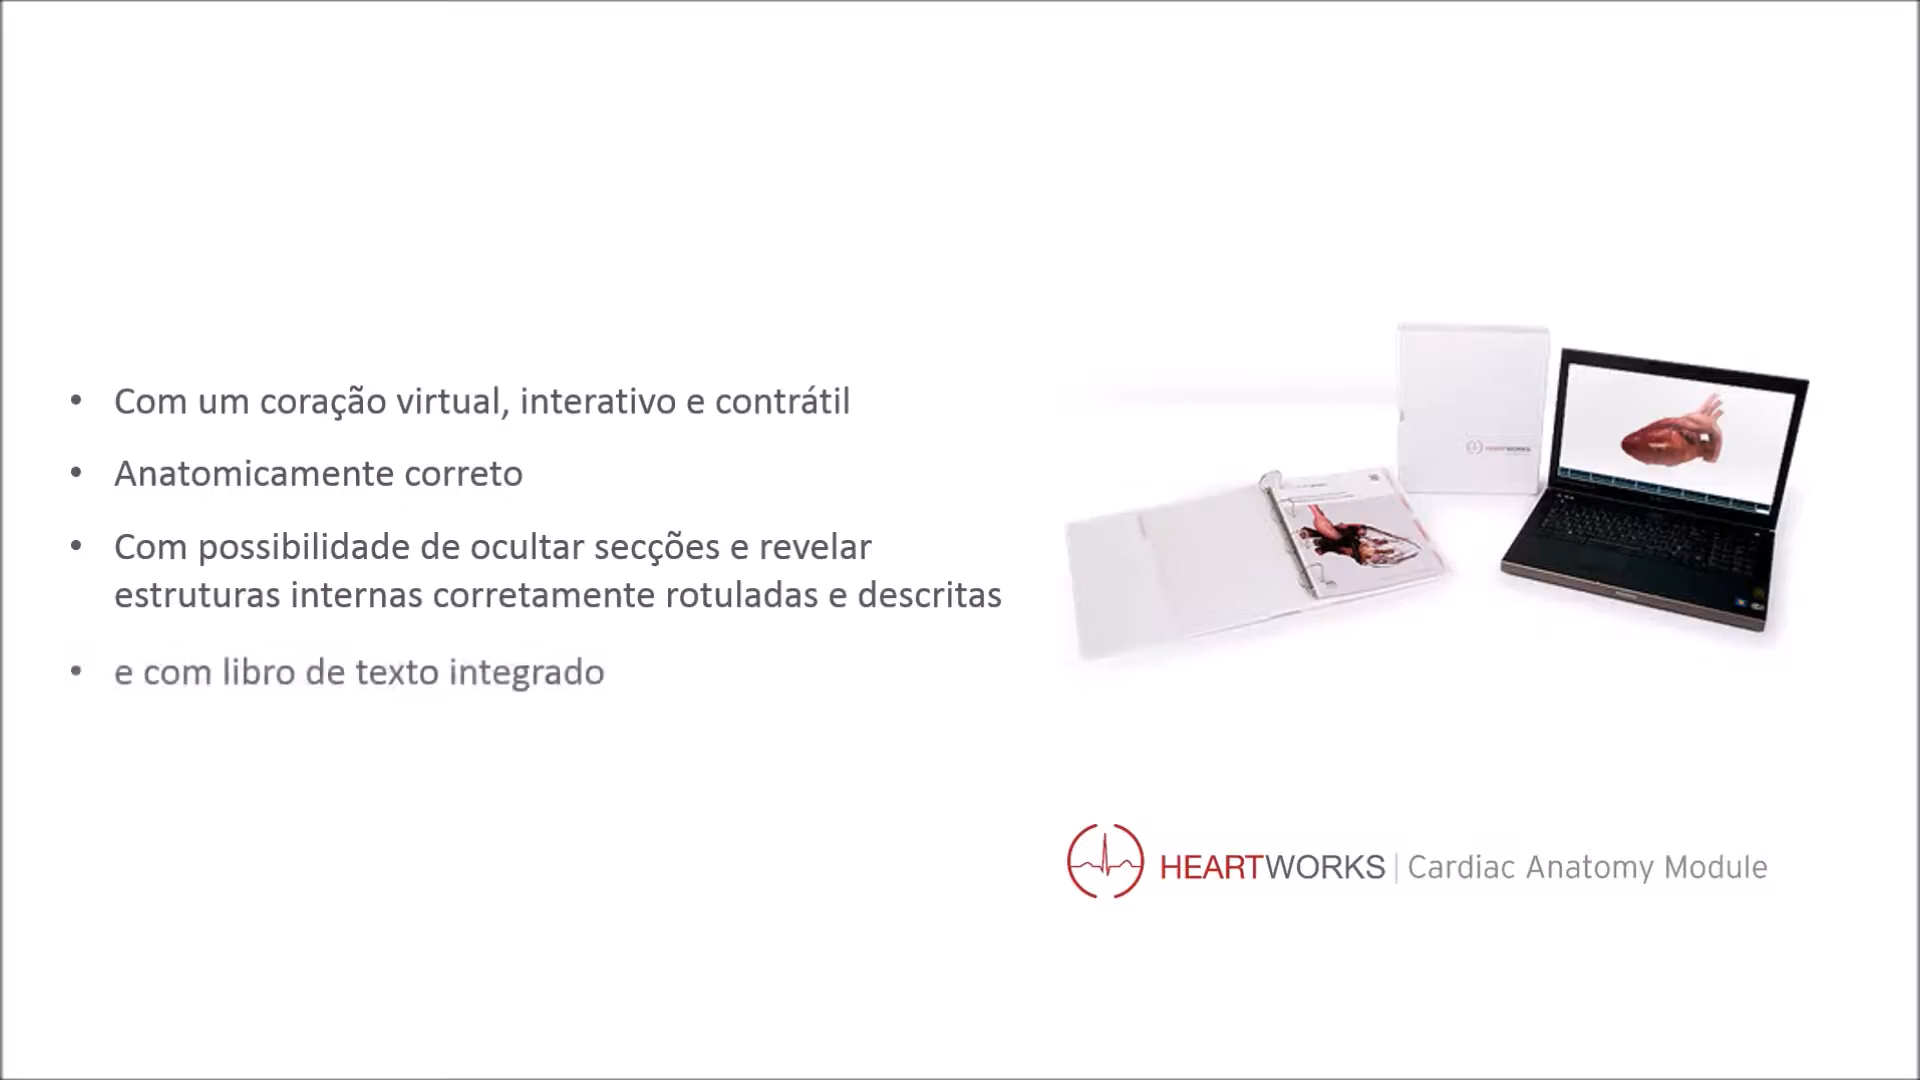 • Com um coração virtual, interativo e contrátil
• Anatomicamente correto
• Com possibilidade de ocultar secções e revelar
estruturas internas corretamente rotuladas e descritas
• e com libro de texto integrado
HEARTWORKS
HEARTWORKS | Cardiac Anatomy Module